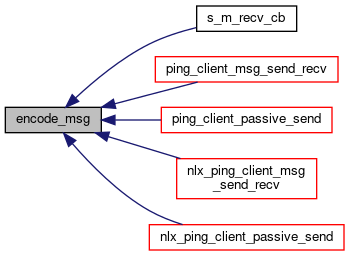 s_m_recv_cb
ping_client_msg_send_recv
encode_msg
ping_client_passive_send
nlx_ping_client_msg
_send_recv
nlx_ping_client_passive_send